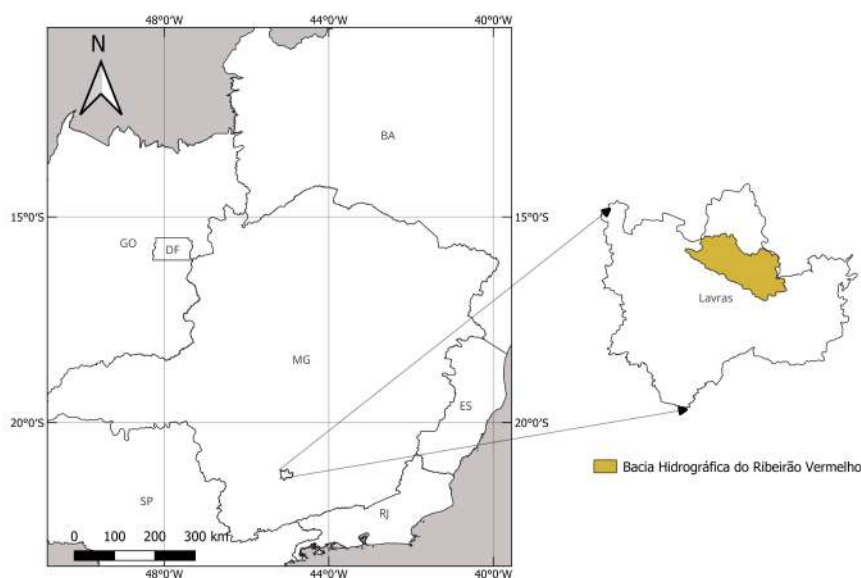 48°0'W 44°0'W 40°0'W
N
BA
15°0'S 15°0'S
GO
DF
Lavras
MG
ES
20°0'S 20°0'S
Bacia Hidrográfica do Ribeirão Vermelho
SP
RJ
0 100 200 300 km
48°0'W 44°0'W 40°0'W